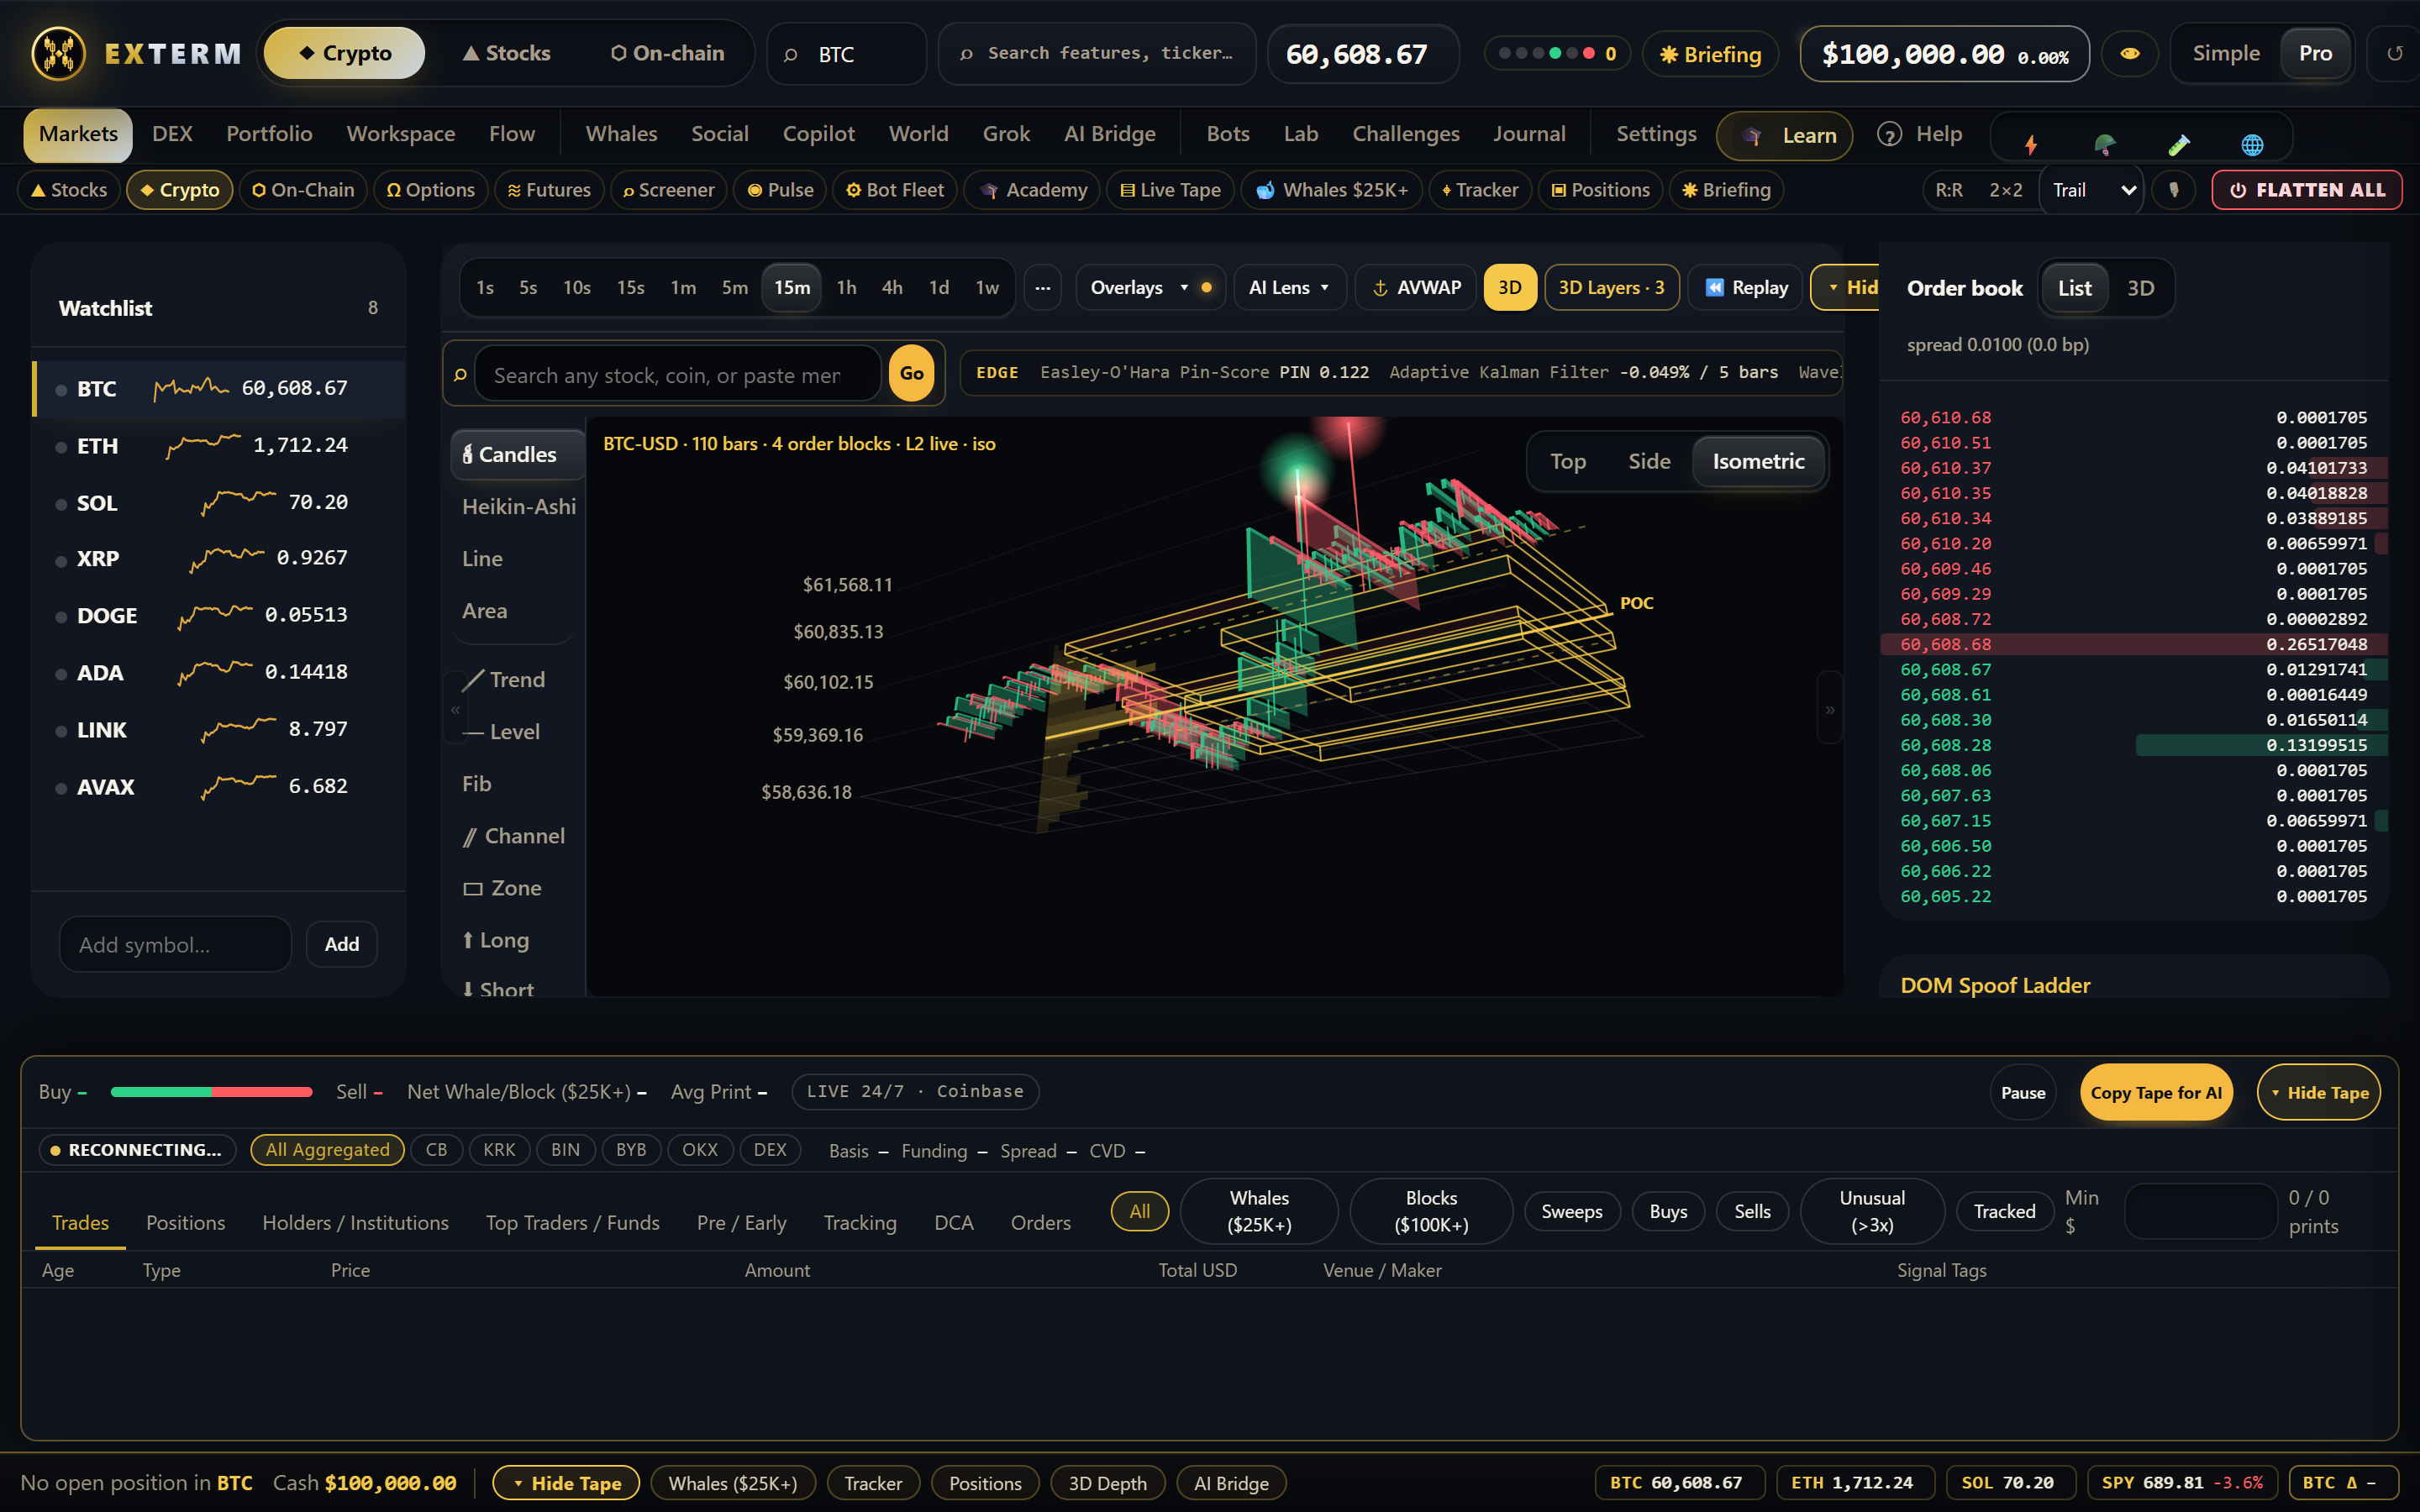 EXTERM
Crypto Stocks On-chain
BTC
Search features, ticker...
60,608.67
0
Briefing
$100,000.00 0.00%
Simple Pro
Markets DEX Portfolio Workspace Flow Whales Social Copilot World Grok AI Bridge Bots Lab Challenges Journal Settings Learn Help
Stocks Crypto On-Chain Options Futures Screener Pulse Bot Fleet Academy Live Tape Whales $25K+ Tracker Positions Briefing
R:R 2×2 Trail
FLATTEN ALL
Watchlist 8
BTC 60,608.67
ETH 1,712.24
SOL 70.20
XRP 0.9267
DOGE 0.05513
ADA 0.14418
LINK 8.797
AVAX 6.682
Add symbol... Add
1s 5s 10s 15s 1m 5m 15m 1h 4h 1d 1w ... Overlays AI Lens AVWAP 3D 3D Layers · 3 Replay Hid
Search any stock, coin, or paste mer Go
EDGE Easley-O'Hara Pin-Score PIN 0.122 Adaptive Kalman Filter -0.049% / 5 bars Wavel
Candles
Heikin-Ashi
Line
Area
Trend
Level
Fib
Channel
Zone
Long
Short
BTC-USD · 110 bars · 4 order blocks · L2 live · iso
Top Side Isometric
$61,568.11
$60,835.13
$60,102.15
$59,369.16
$58,636.18
POC
Order book List 3D
spread 0.0100 (0.0 bp)
60,610.68 0.0001705
60,610.51 0.0001705
60,610.37 0.04101733
60,610.35 0.04018828
60,610.34 0.03889185
60,610.20 0.00659971
60,609.46 0.0001705
60,609.29 0.0001705
60,608.72 0.00002892
60,608.68 0.26517048
60,608.67 0.01291741
60,608.61 0.00016449
60,608.30 0.01650114
60,608.28 0.13199515
60,608.06 0.0001705
60,607.63 0.0001705
60,607.15 0.00659971
60,606.50 0.0001705
60,606.22 0.0001705
60,605.22 0.0001705
DOM Spoof Ladder
Buy – Sell – Net Whale/Block ($25K+) – Avg Print – LIVE 24/7 · Coinbase
Pause Copy Tape for AI Hide Tape
RECONNECTING... All Aggregated CB KRK BIN BYB OKX DEX Basis – Funding – Spread – CVD –
Trades Positions Holders / Institutions Top Traders / Funds Pre / Early Tracking DCA Orders
All Whales ($25K+) Blocks ($100K+) Sweeps Buys Sells Unusual (>3x) Tracked Min $ 0 / 0 prints
Age Type Price Amount Total USD Venue / Maker Signal Tags
No open position in BTC Cash $100,000.00 Hide Tape Whales ($25K+) Tracker Positions 3D Depth AI Bridge
BTC 60,608.67 ETH 1,712.24 SOL 70.20 SPY 689.81 -3.6% BTC Δ –